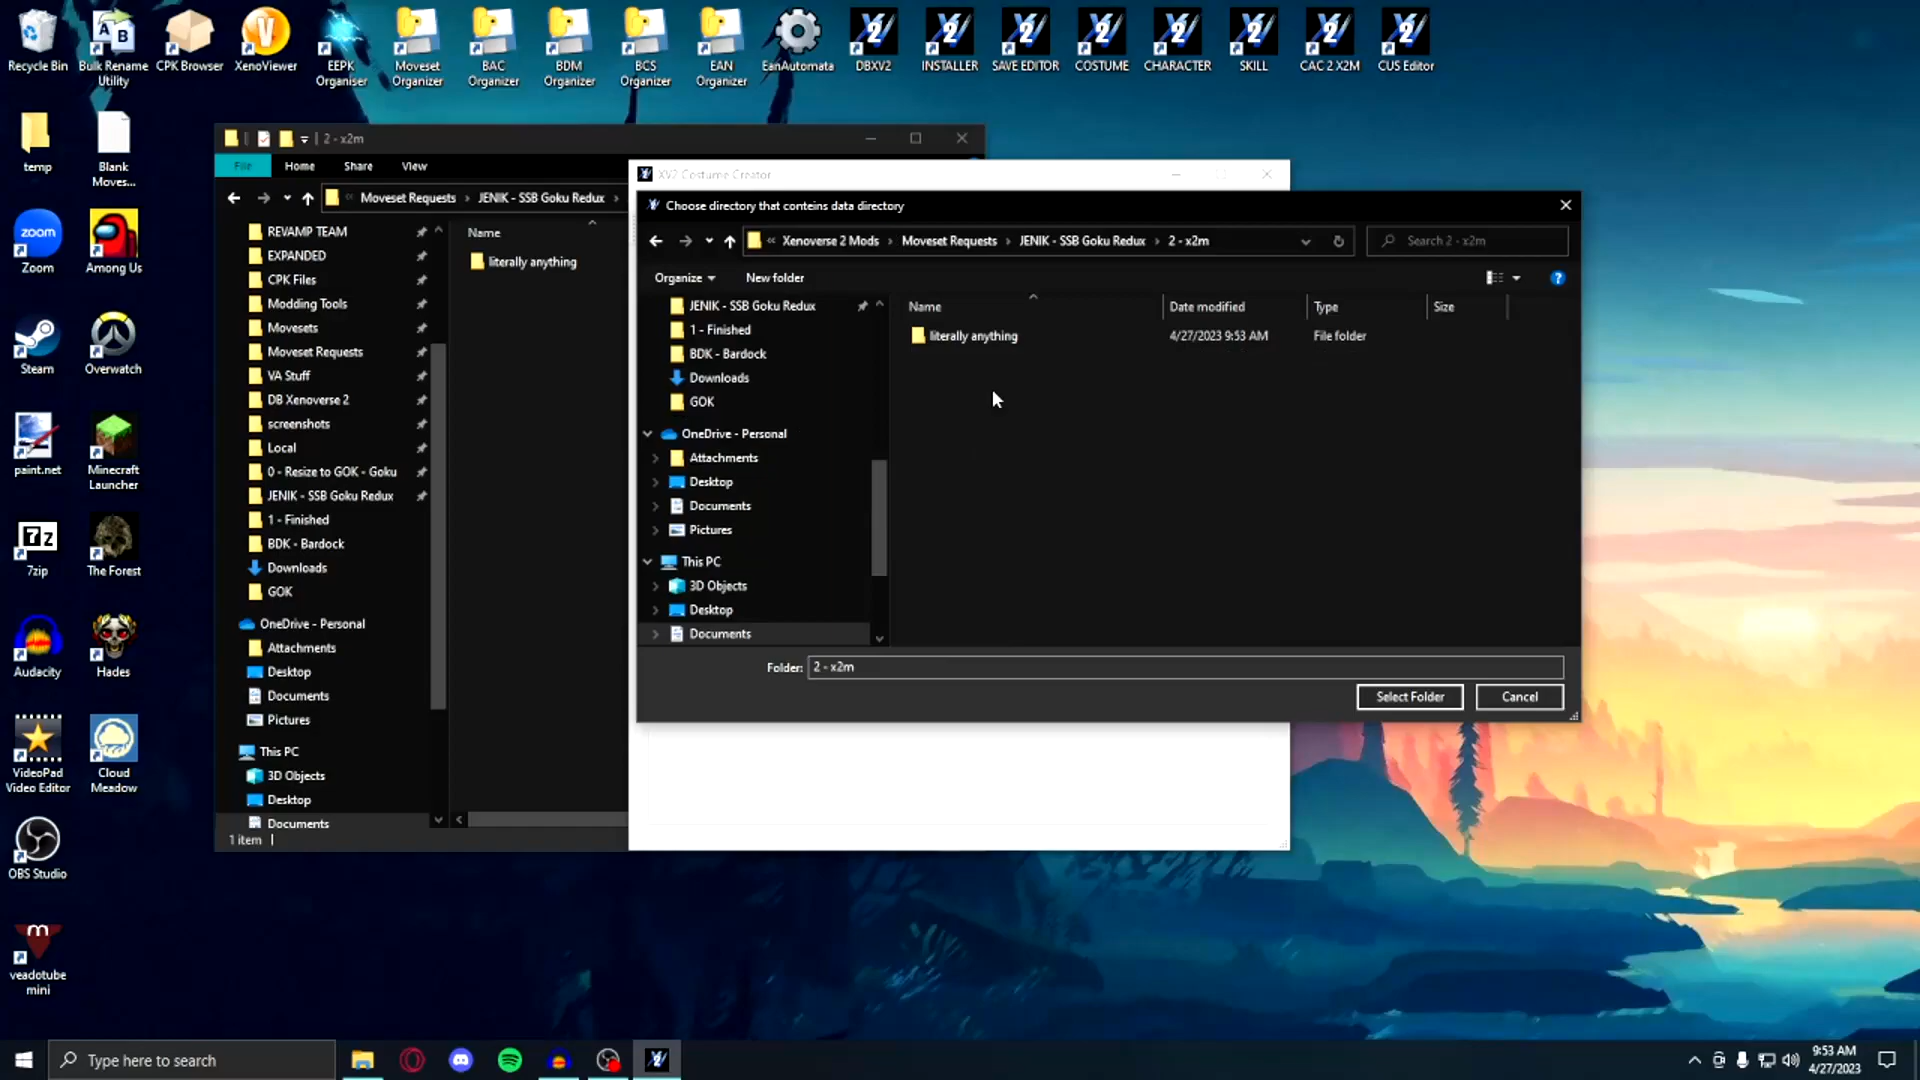 Recycle Bin
Bulk Rename
Utility
CPK Browser
XenoViewer
EEPK
Organiser
Moveset
Organizer
BAC
Organizer
BDM
Organizer
BCS
Organizer
EAN
Organizer
EanAutomata
DBXV2
INSTALLER
SAVE EDITOR
COSTUME
CHARACTER
SKILL
CAC 2 X2M
CUS Editor
temp
Blank
Moves...
zoom
Zoom
Among Us
Steam
Overwatch
paint.net
Minecraft
Launcher
7z
7zip
The Forest
Audacity
Hades
VideoPad
Video Editor
Cloud
Meadow
OBS Studio
veadotube
mini
2 - x2m
File
Home
Share
View
« Moveset Requests › JENIK - SSB Goku Redux ›
REVAMP TEAM
EXPANDED
CPK Files
Modding Tools
Movesets
Moveset Requests
VA Stuff
DB Xenoverse 2
screenshots
Local
0 - Resize to GOK - Goku
JENIK - SSB Goku Redux
1 - Finished
BDK - Bardock
Downloads
GOK
OneDrive - Personal
Attachments
Desktop
Documents
Pictures
This PC
3D Objects
Desktop
Documents
Name
literally anything
1 item
XV2 Costume Creator
Choose directory that conteins data directory
« Xenoverse 2 Mods › Moveset Requests › JENIK - SSB Goku Redux › 2 - x2m
Search 2 - x2m
Organize
New folder
JENIK - SSB Goku Redux
1 - Finished
BDK - Bardock
Downloads
GOK
OneDrive - Personal
Attachments
Desktop
Documents
Pictures
This PC
3D Objects
Desktop
Documents
Name
Date modified
Type
Size
literally anything
4/27/2023 9:53 AM
File folder
Folder:
2 - x2m
Select Folder
Cancel
Type here to search
9:53 AM
4/27/2023